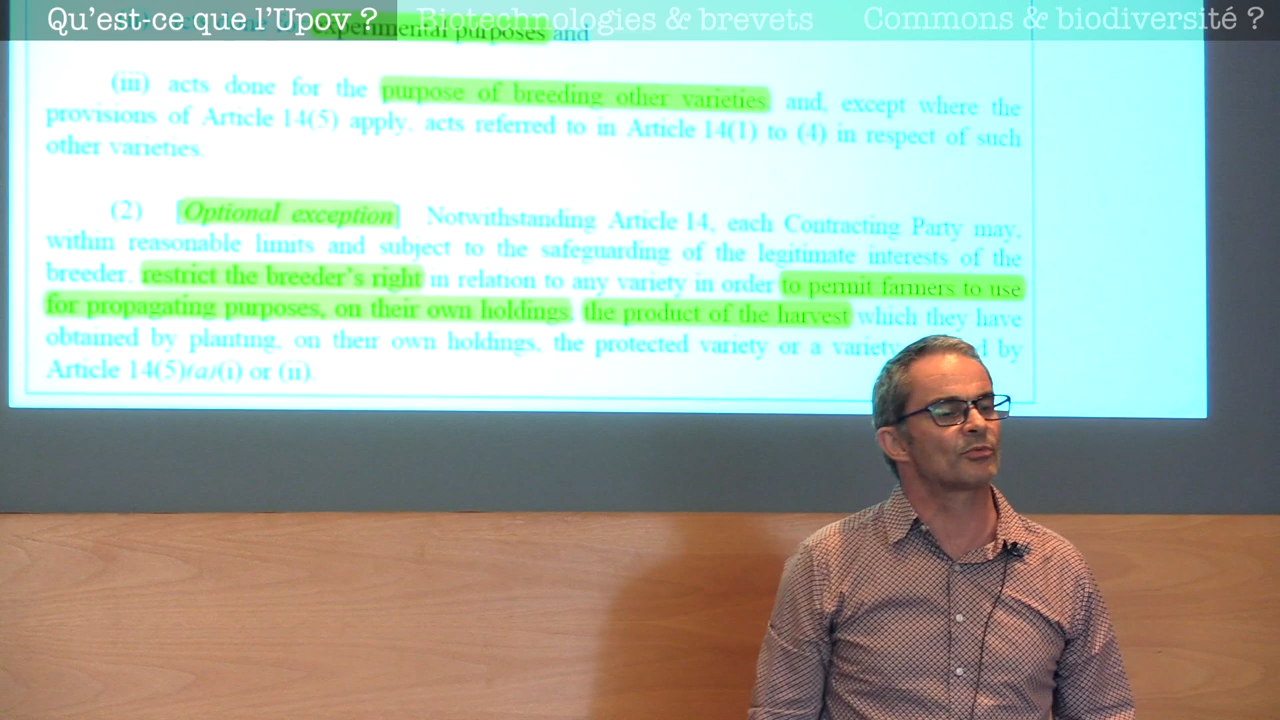 Qu'est-ce que l'Upov ? Biotechnologies & brevets Commons & biodiversité ?
experimental purposes and
(iii) acts done for the purpose of breeding other varieties and, except where the
provisions of Article 14(5) apply, acts referred to in Article 14(1) to (4) in respect of such
other varieties.
(2) [Optional exception] Notwithstanding Article 14, each Contracting Party may,
within reasonable limits and subject to the safeguarding of the legitimate interests of the
breeder, restrict the breeder's right in relation to any variety in order to permit farmers to use
for propagating purposes, on their own holdings, the product of the harvest which they have
obtained by planting, on their own holdings, the protected variety or a variety by
Article 14(5)(a)(i) or (ii).